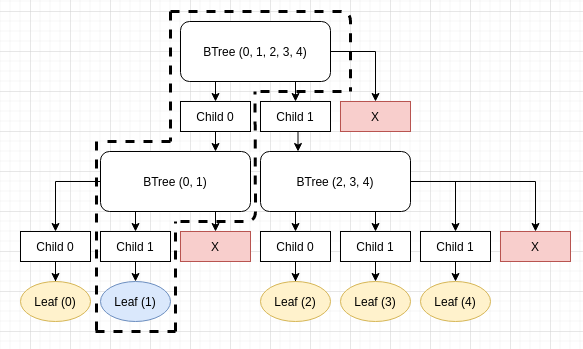 BTree (0, 1, 2, 3, 4)
Child 0
Child 1
X
BTree (0, 1)
BTree (2, 3, 4)
Child 0
Child 1
X
Child 0
Child 1
Child 1
X
Leaf (0)
Leaf (1)
Leaf (2)
Leaf (3)
Leaf (4)